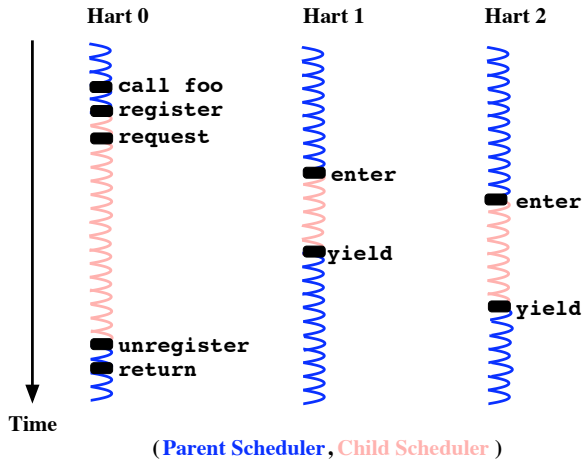 Hart 0 Hart 1 Hart 2
call foo
register
request
enter
enter
yield
yield
unregister
return
Time
(Parent Scheduler, Child Scheduler)